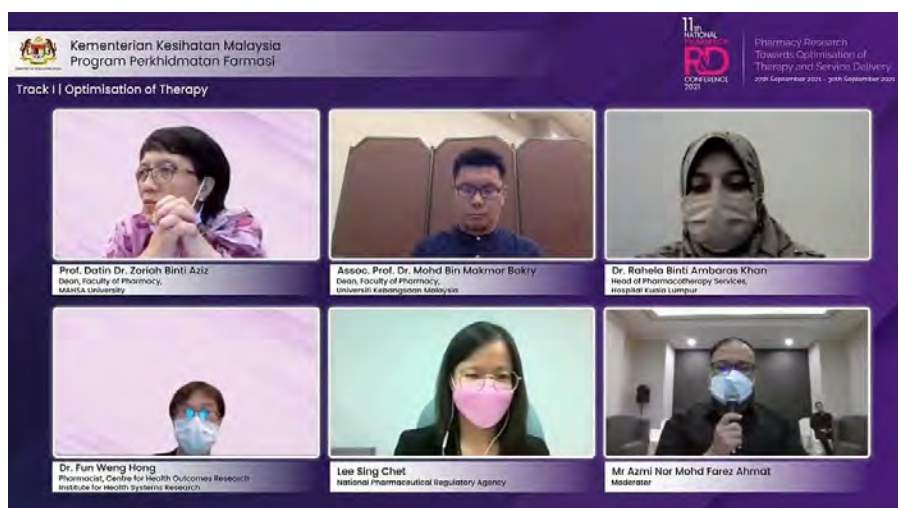 Kementerian Kesihatan Malaysia
Program Perkhidmatan Farmasi
11th
NATIONAL
PHARMACY
RD
CONFERENCE
2021
Pharmacy Research
Towards Optimisation of
Therapy and Service Delivery
27th September 2021 - 30th September 2021
Track I | Optimisation of Therapy
Prof. Datin Dr. Zoriah Binti Aziz
Dean, Faculty of Pharmacy,
MAHSA University
Assoc. Prof. Dr. Mohd Bin Makmor Bakry
Dean, Faculty of Pharmacy,
Universiti Kebangsaan Malaysia
Dr. Rahela Binti Ambaras Khan
Head of Pharmacotherapy Services,
Hospital Kuala Lumpur
Dr. Fun Weng Hong
Pharmacist, Centre for Health Outcomes Research
Institute for Health Systems Research
Lee Sing Chet
National Pharmaceutical Regulatory Agency
Mr Azmi Nor Mohd Farez Ahmat
Moderator